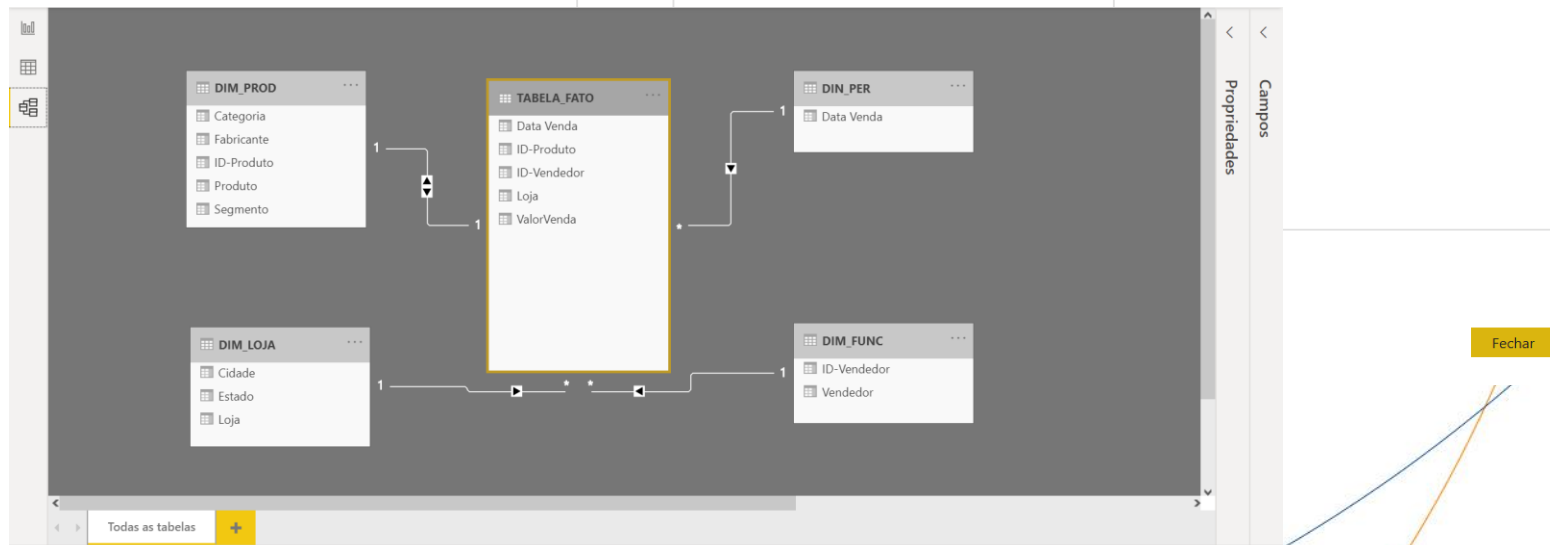 DIM_PROD
Categoria
Fabricante
ID-Produto
Produto
Segmento
1
1
TABELA_FATO
Data Venda
ID-Produto
ID-Vendedor
Loja
ValorVenda
DIN_PER
Data Venda
1
*
DIM_LOJA
Cidade
Estado
Loja
1
*
*
1
DIM_FUNC
ID-Vendedor
Vendedor
Propriedades
Campos
Fechar
Todas as tabelas